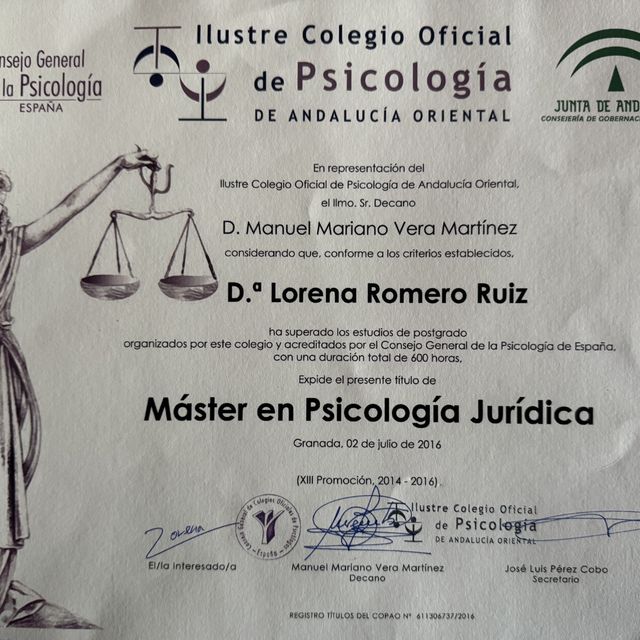 Ilustre Colegio Oficial
de Psicología
DE ANDALUCÍA ORIENTAL
nsejo General
la Psicología
ESPAÑA
JUNTA DE AND
CONSEJERÍA DE GOBERNAC
En representación del
Ilustre Colegio Oficial de Psicología de Andalucía Oriental,
el Ilmo. Sr. Decano
D. Manuel Mariano Vera Martínez
considerando que, conforme a los criterios establecidos,
D.ª Lorena Romero Ruiz
ha superado los estudios de postgrado
organizados por este colegio y acreditados por el Consejo General de la Psicología de España,
con una duración total de 600 horas,
Expide el presente título de
Máster en Psicología Jurídica
Granada, 02 de julio de 2016
(XIII Promoción, 2014 - 2016).
Lorena
Ilustre Colegio Oficial
de Psicología
DE ANDALUCÍA ORIENTAL
El/la interesado/a
Manuel Mariano Vera Martínez
Decano
José Luis Pérez Cobo
Secretaria
REGISTRO TÍTULOS DEL COPAO Nº 611306737/2016